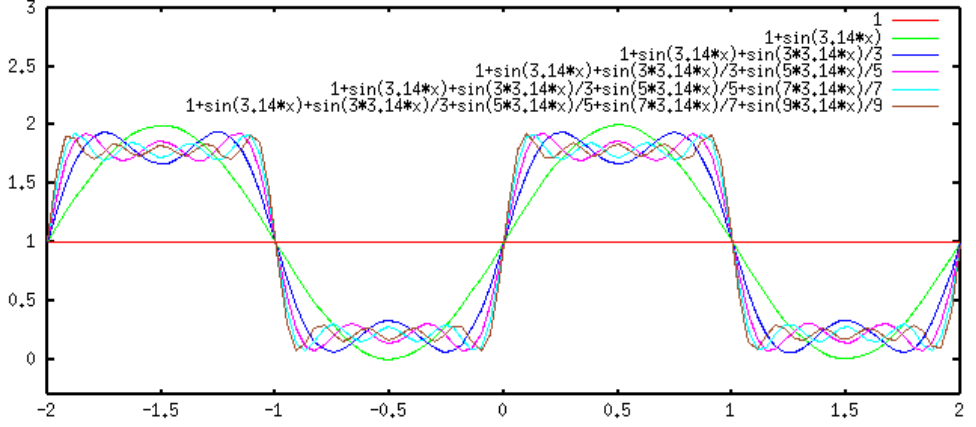 3
2.5
2
1.5
1
0.5
0
1
1+sin(3.14*x)
1+sin(3.14*x)+sin(3*3.14*x)/3
1+sin(3.14*x)+sin(3*3.14*x)/3+sin(5*3.14*x)/5
1+sin(3.14*x)+sin(3*3.14*x)/3+sin(5*3.14*x)/5+sin(7*3.14*x)/7
1+sin(3.14*x)+sin(3*3.14*x)/3+sin(5*3.14*x)/5+sin(7*3.14*x)/7+sin(9*3.14*x)/9
-2 -1.5 -1 -0.5 0 0.5 1 1.5 2